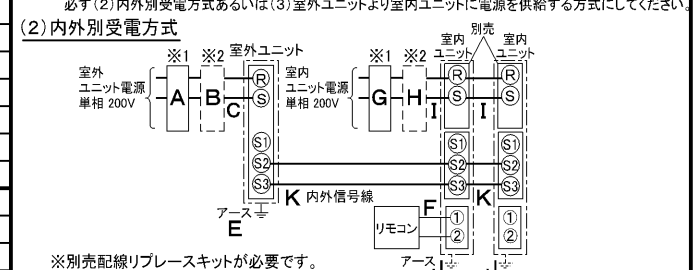 必ず(2)内外別受電方式あるいは(3)室外ユニットより室内ユニットに電源を供給する方式にしてください。
(2)内外別受電方式
※1 ※2 室外ユニット
室外
ユニット電源
単相 200V
A B C
R
S
S1
S2
S3
アース
E
※1 ※2
室内
ユニット電源
単相 200V
G H I I
室内
ユニット
別売
室内
ユニット
R R
S S
S1 S1
S2 S2
S3 S3
K 内外信号線
K
リモコン
F
① ①
② ②
アース
J J
※別売配線リプレースキットが必要です。